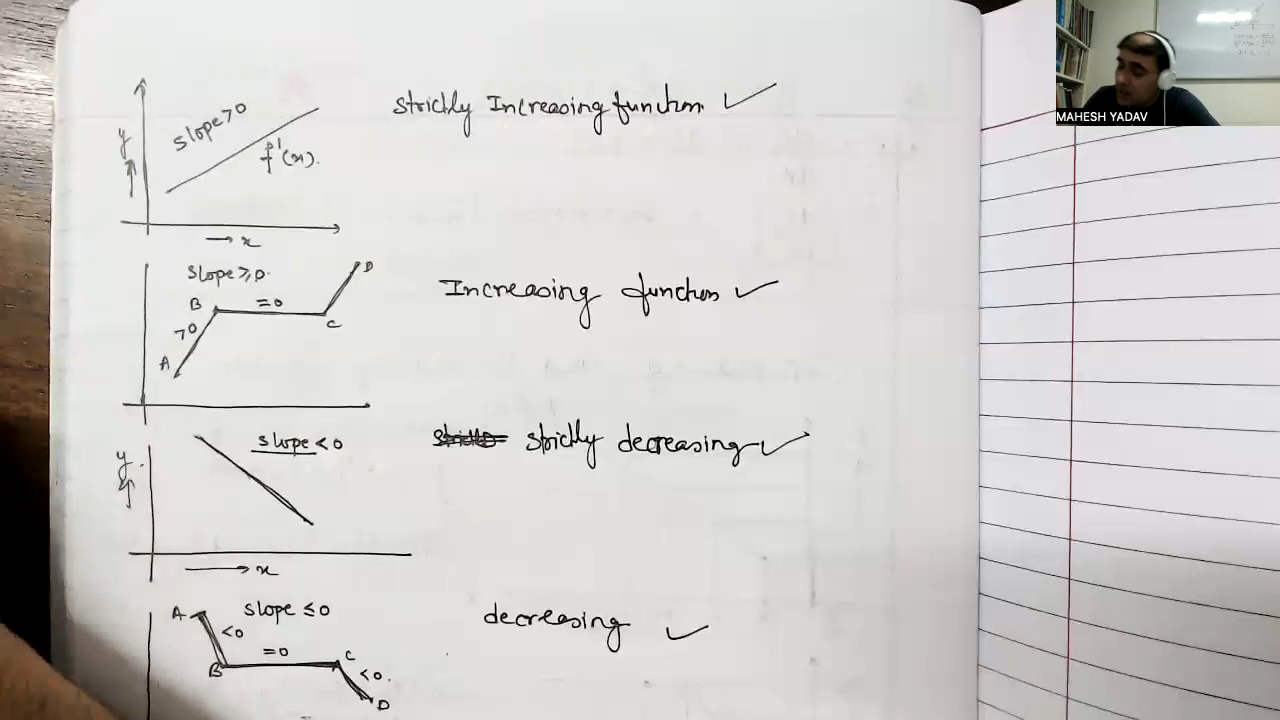 slope>0
strictly Increasing function ✓
y
f'(x).
→ x
slope≥0.
D
B
=0
Increasing function ✓
>0
C
A
slope<0
strictly decreasing ✓
y
→ x
A
slope ≤0
decreasing ✓
<0
=0
C
B
<0.
D
MAHESH YADAV